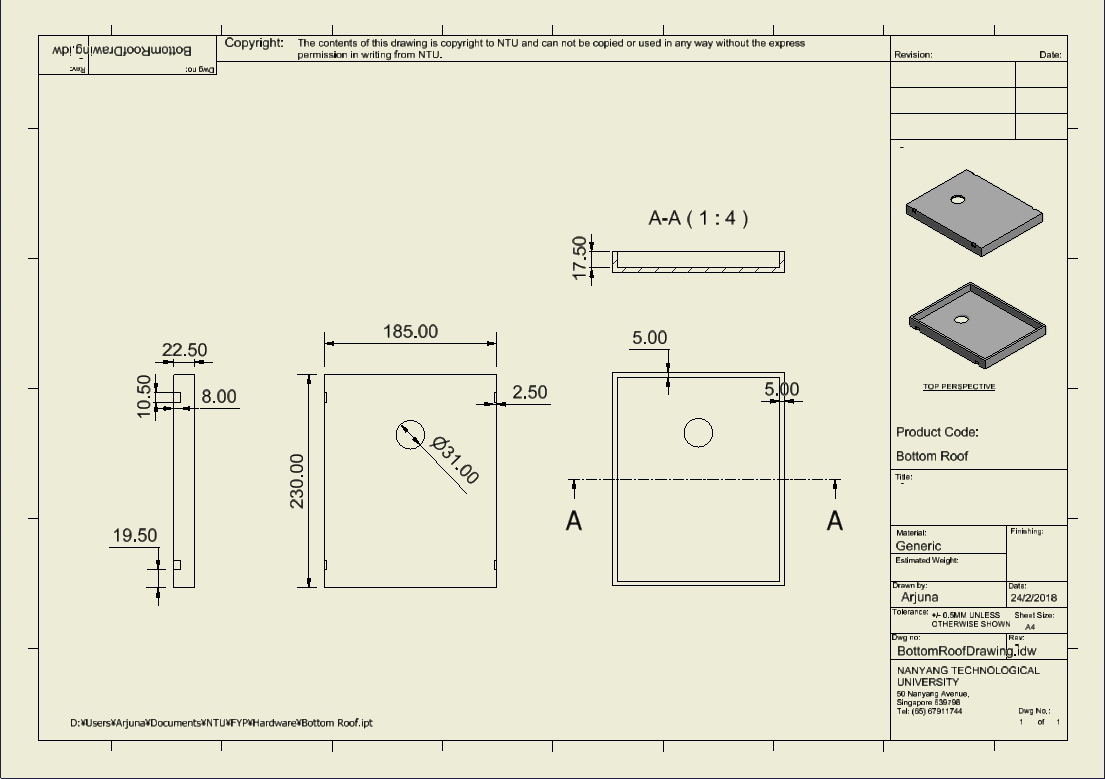 BottomRoofDrawing.idw
Dwg no:
Rev:
-
Copyright: The contents of this drawing is copyright to NTU and can not be copied or used in any way without the express
permission in writing from NTU.
Revision: Date:
-
A-A ( 1 : 4 )
17.50
185.00
22.50
10.50
8.00
2.50
Ø31.00
230.00
19.50
5.00
5.00
A A
TOP PERSPECTIVE
Product Code:
Bottom Roof
Title:
-
Material: Finishing:
Generic
Estimated Weight:
Drawn by: Date:
Arjuna 24/2/2018
Tolerance: +/- 0.5MM UNLESS Sheet Size:
OTHERWISE SHOWN A4
Dwg no: Rev:
BottomRoofDrawing.idw -
NANYANG TECHNOLOGICAL
UNIVERSITY
50 Nanyang Avenue,
Singapore 639798
Tel: (65) 67911744 Dwg No.:
1 of 1
D:¥Users¥Arjuna¥Documents¥NTU¥FYP¥Hardware¥Bottom Roof.ipt